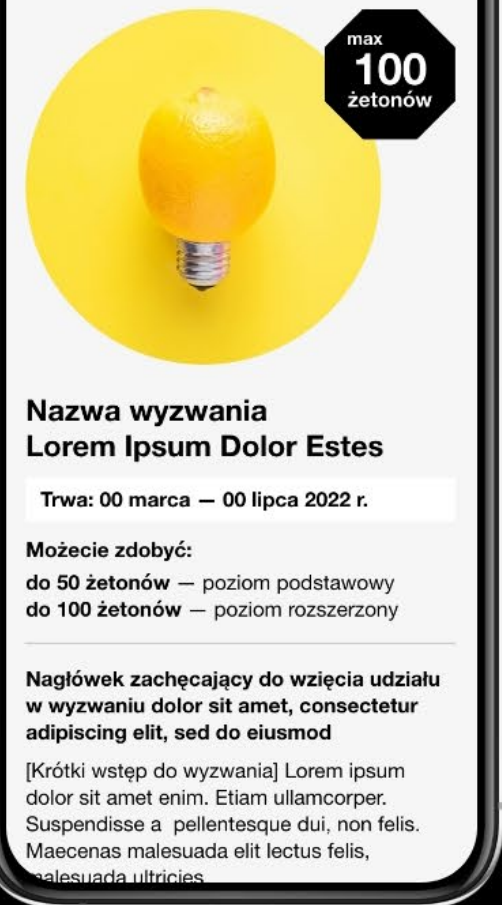 max
100
żetonów
Nazwa wyzwania
Lorem Ipsum Dolor Estes
Trwa: 00 marca — 00 lipca 2022 r.
Możecie zdobyć:
do 50 żetonów — poziom podstawowy
do 100 żetonów — poziom rozszerzony
Nagłówek zachęcający do wzięcia udziału
w wyzwaniu dolor sit amet, consectetur
adipiscing elit, sed do eiusmod
[Krótki wstęp do wyzwania] Lorem ipsum
dolor sit amet enim. Etiam ullamcorper.
Suspendisse a pellentesque dui, non felis.
Maecenas malesuada elit lectus felis,
malesuada ultricies